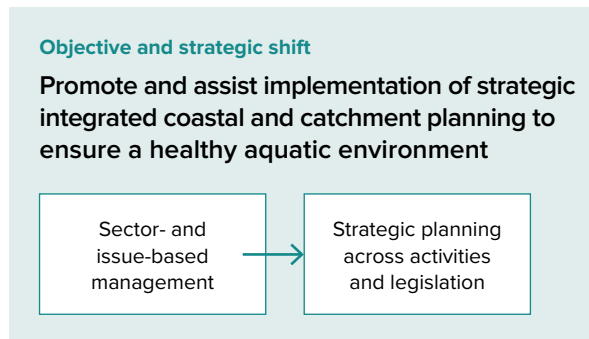 Objective and strategic shift
Promote and assist implementation of strategic
integrated coastal and catchment planning to
ensure a healthy aquatic environment
Sector- and
issue-based
management
Strategic planning
across activities
and legislation